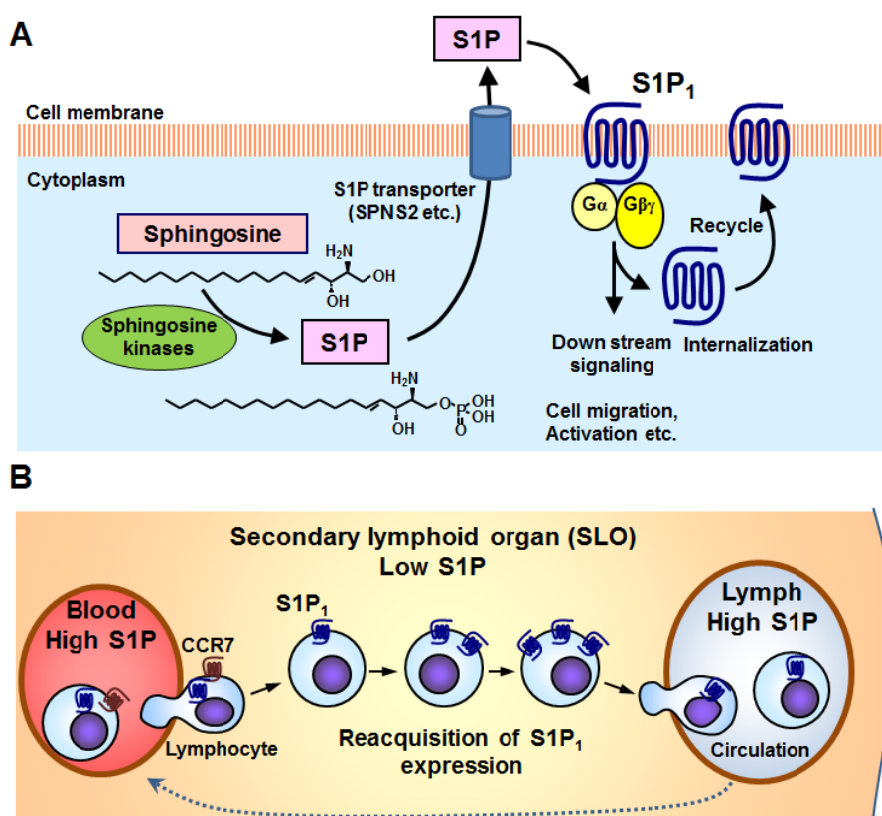 A
S1P
S1P₁
Cell membrane
Cytoplasm
S1P transporter
(SPNS2 etc.)
Gα
Gβγ
Recycle
Sphingosine
H₂N
OH
OH
Sphingosine
kinases
S1P
Down stream
signaling
Internalization
H₂N
O
P
OH
OH
OH
O
Cell migration,
Activation etc.
B
Secondary lymphoid organ (SLO)
Low S1P
Blood
High S1P
CCR7
S1P₁
Lymph
High S1P
Lymphocyte
Reacquisition of S1P₁
expression
Circulation